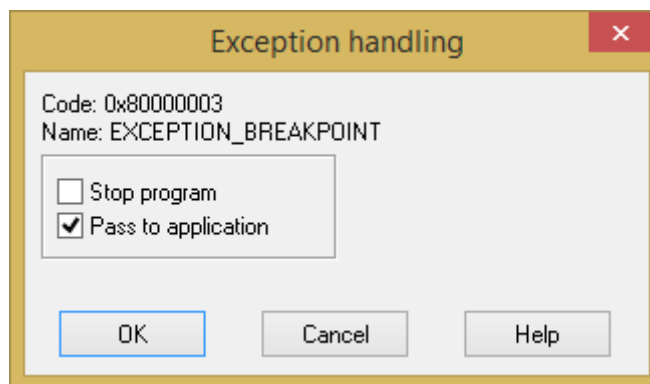 Exception handling
Code: 0x80000003
Name: EXCEPTION_BREAKPOINT
Stop program
Pass to application
OK Cancel Help